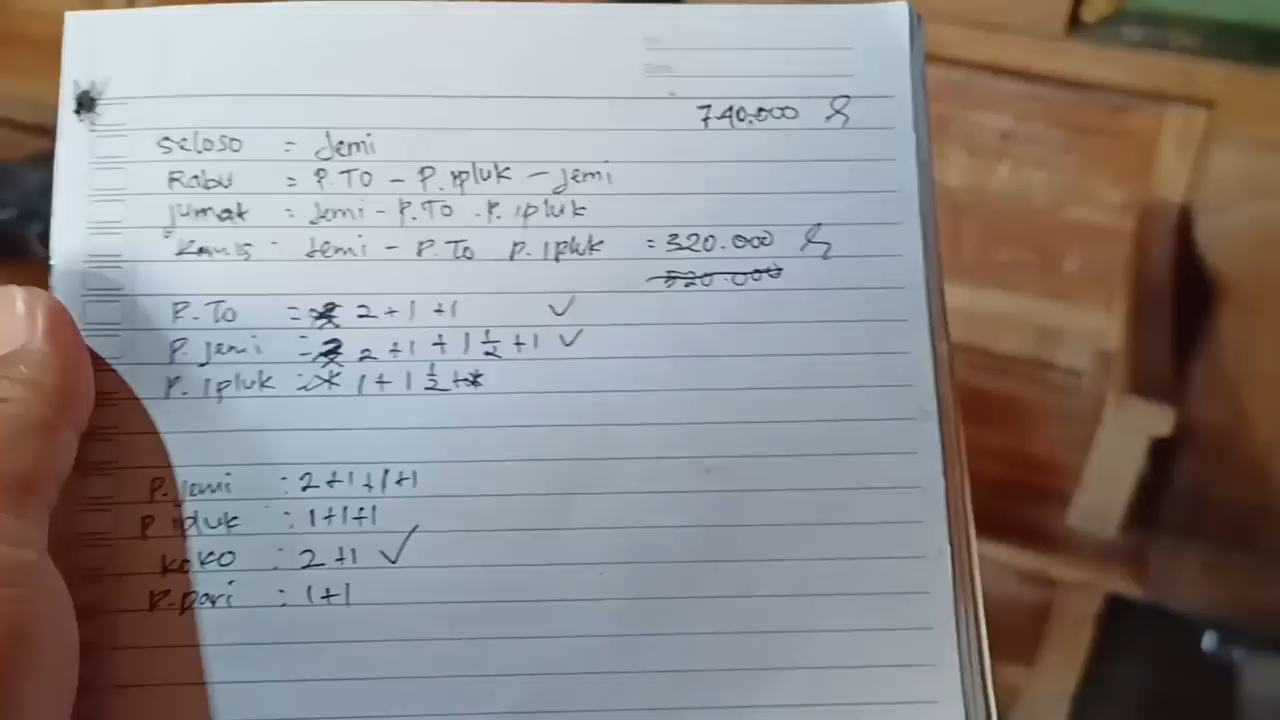 740.000
Seloso = Jemi
Rabu = P.TO - P.ipluk - Jemi
Jumat = Jemi - P.TO - P.ipluk
Kamis = Jemi - P.To P.ipluk = 320.000
520.000
P.To = 2 + 1 + 1 ✓
P.jemi = 2 + 1 + 1 1/2 + 1 ✓
P.ipluk = 1 + 1 1/2
P.Jemi : 2+1+1+1
P ipluk : 1+1+1
koko : 2 +1 ✓
P.pari : 1+1